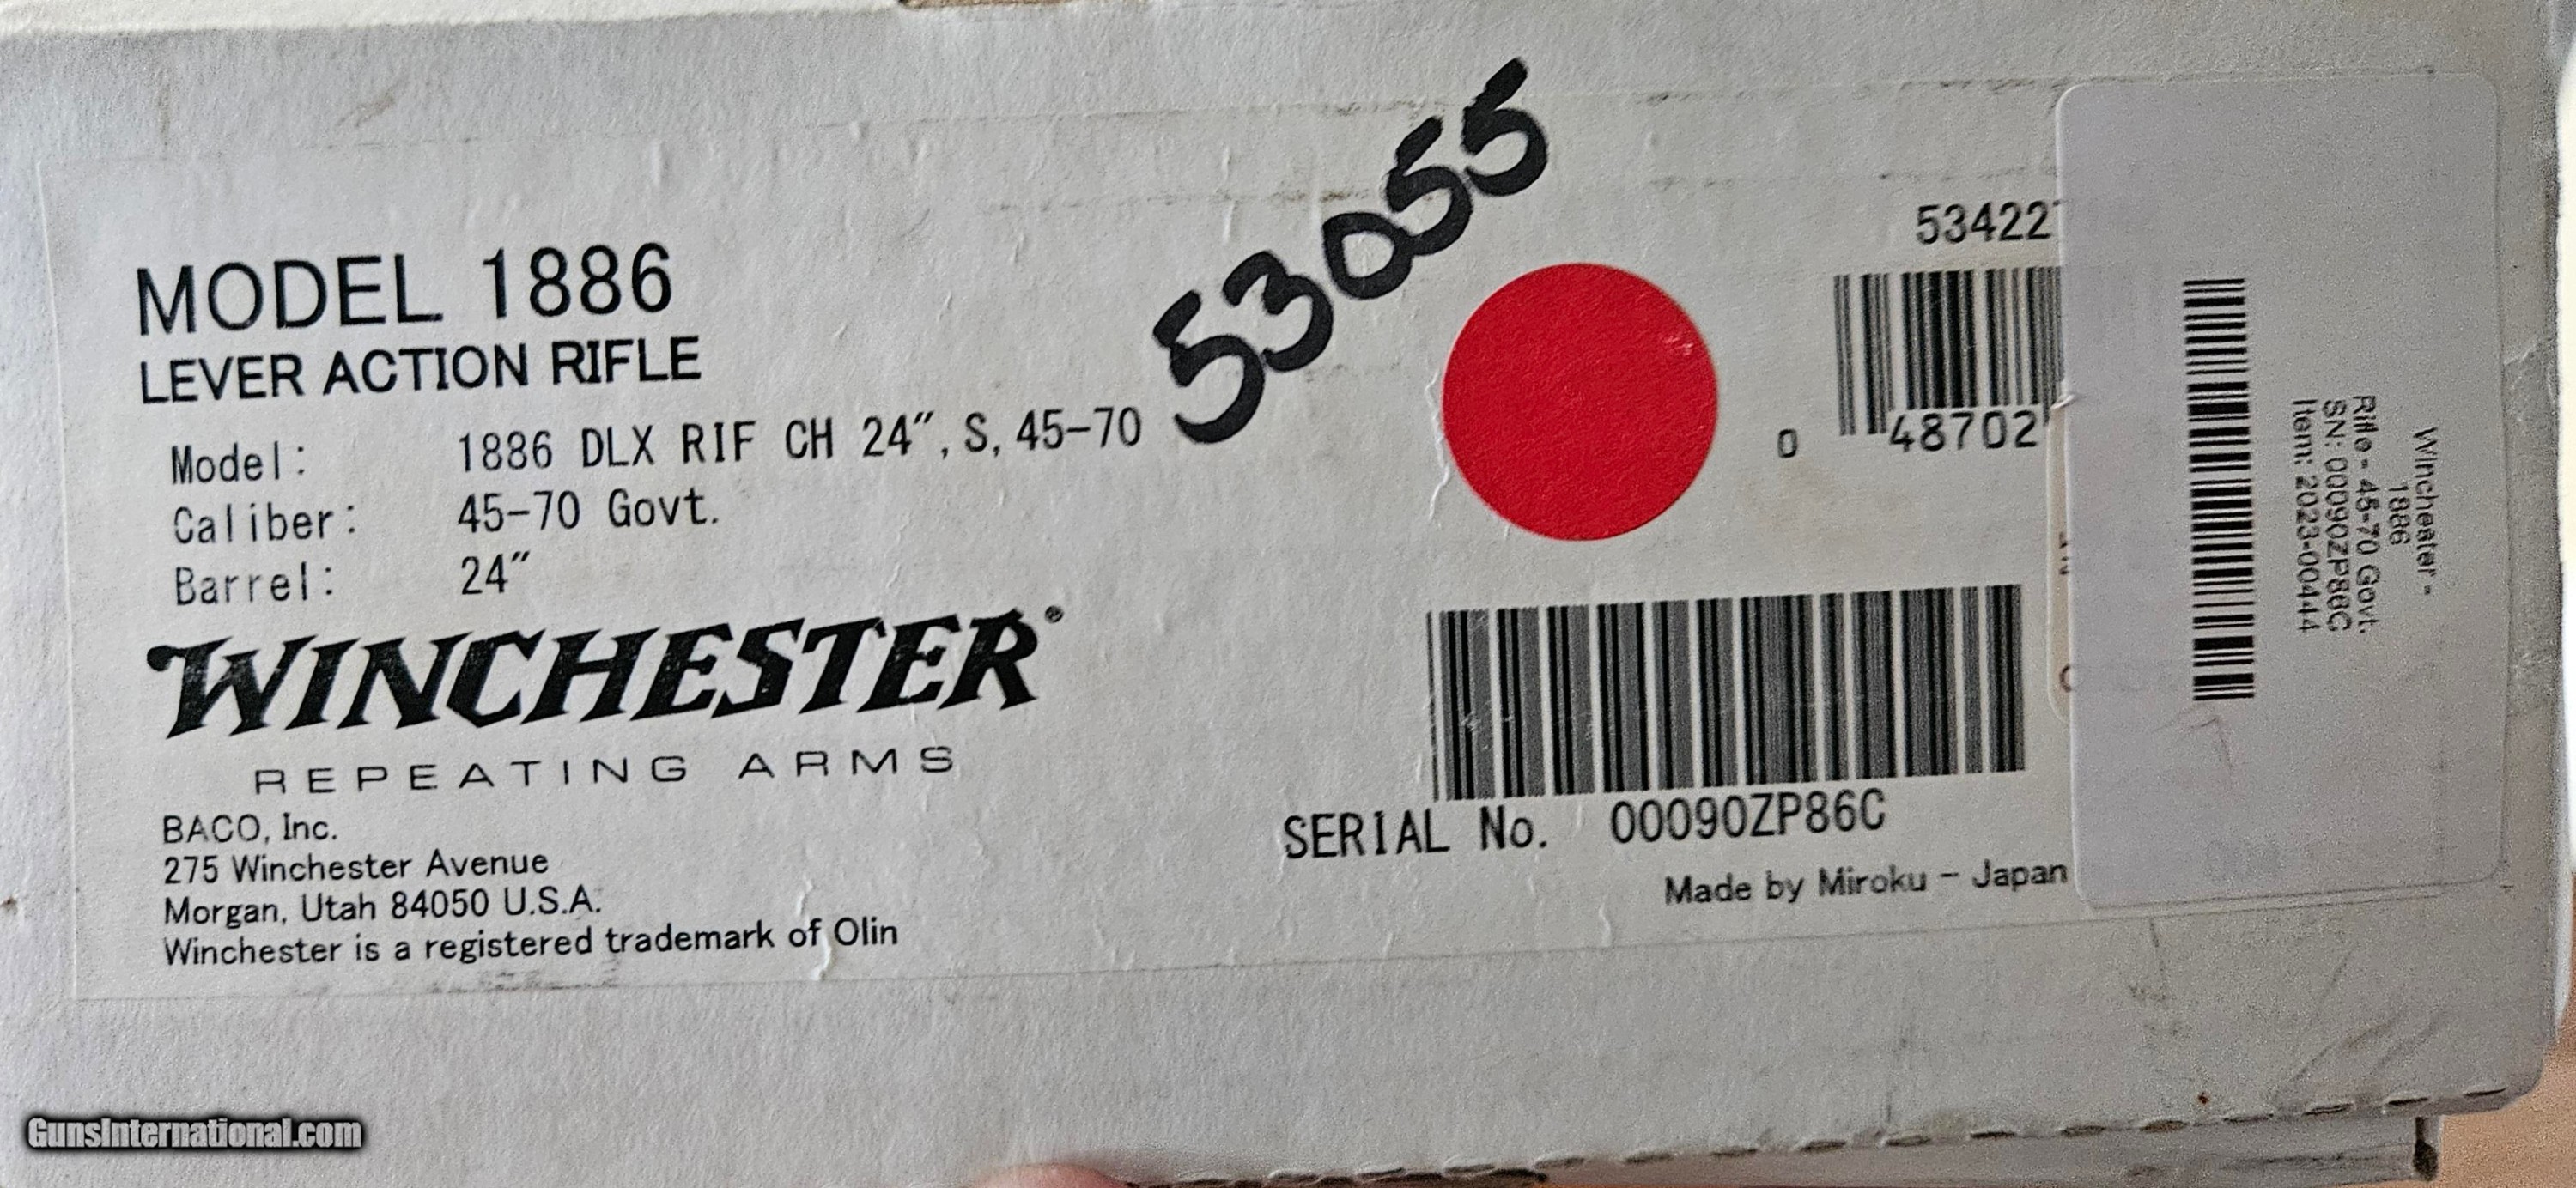 53055
MODEL 1886
LEVER ACTION RIFLE
Model: 1886 DLX RIF CH 24", S, 45-70
Caliber: 45-70 Govt.
Barrel: 24"
WINCHESTER®
REPEATING ARMS
BACO, Inc.
275 Winchester Avenue
Morgan, Utah 84050 U.S.A.
Winchester is a registered trademark of Olin
53422
0 48702
SERIAL No. 00090ZP86C
Made by Miroku - Japan
Winchester -
1886
Rifle - 45-70 Govt.
SN: 00090ZP86C
Item: 2023-00444
GunsInternational.com